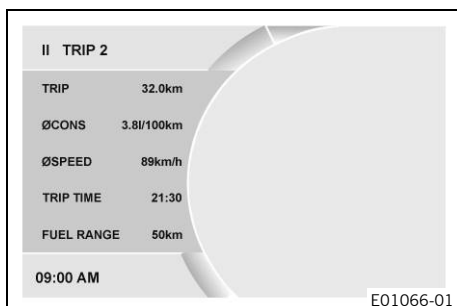 II TRIP 2
TRIP 32.0km
ØCONS 3.8l/100km
ØSPEED 89km/h
TRIP TIME 21:30
FUEL RANGE 50km
09:00 AM
E01066-01